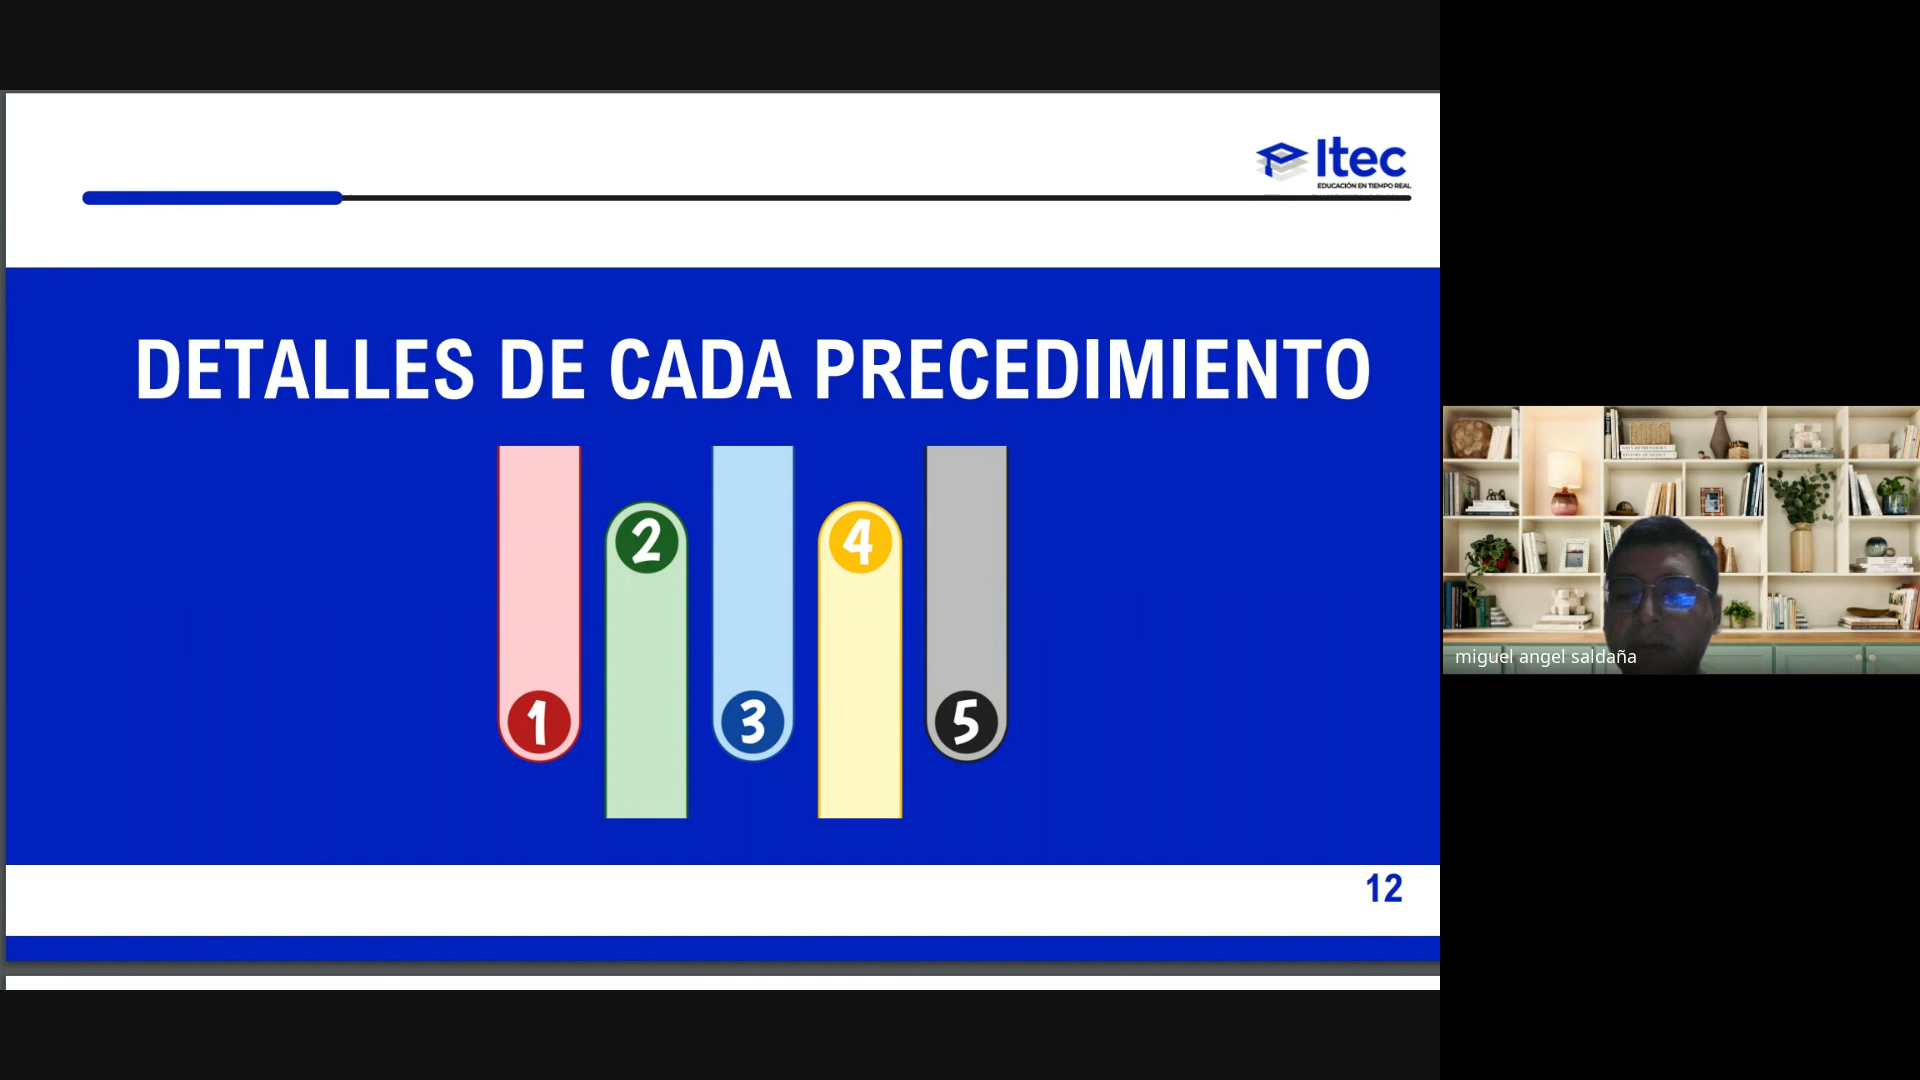 Itec
EDUCACIÓN EN TIEMPO REAL
DETALLES DE CADA PRECEDIMIENTO
1
2
3
4
5
12
miguel angel saldaña